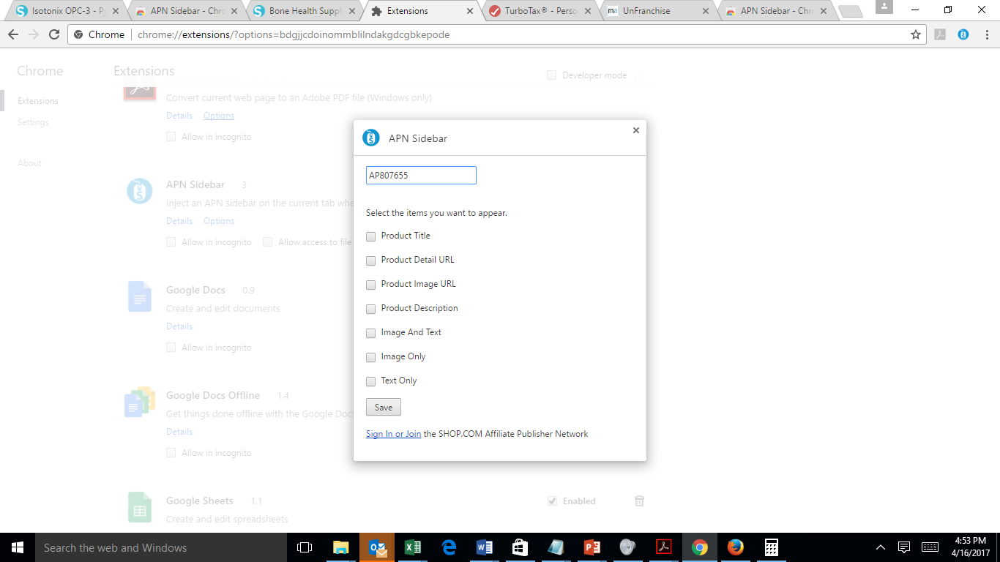 Isotonix OPC-3 - Py
APN Sidebar - Chro
Bone Health Suppl
Extensions
TurboTax® - Perso
ma UnFranchise
APN Sidebar - Chro
Chrome chrome://extensions/?options=bdgjjcdoinommblilndakgdcgbkepode
Chrome
Extensions
Settings
About
Extensions
Developer mode
Convert current web page to an Adobe PDF file (Windows only)
Details Options
Allow in incognito
APN Sidebar 3
Inject an APN sidebar on the current tab whe
Details Options
Allow in incognito Allow access to file
Google Docs 0.9
Create and edit documents
Details
Allow in incognito
Google Docs Offline 1.4
Get things done offline with the Google Docs
Details
Allow in incognito
Google Sheets 1.1
Enabled
Create and edit spreadsheets
APN Sidebar
AP807655
Select the items you want to appear.
Product Title
Product Detail URL
Product Image URL
Product Description
Image And Text
Image Only
Text Only
Save
Sign In or Join the SHOP.COM Affiliate Publisher Network
Search the web and Windows
4:53 PM
4/16/2017